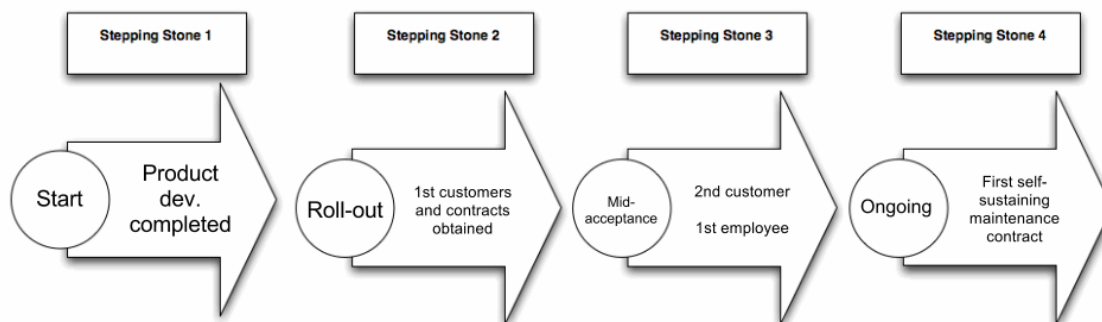 Stepping Stone 1
Stepping Stone 2
Stepping Stone 3
Stepping Stone 4
Start
Product
dev.
completed
Roll-out
1st customers
and contracts
obtained
Mid-
acceptance
2nd customer
1st employee
Ongoing
First self-
sustaining
maintenance
contract